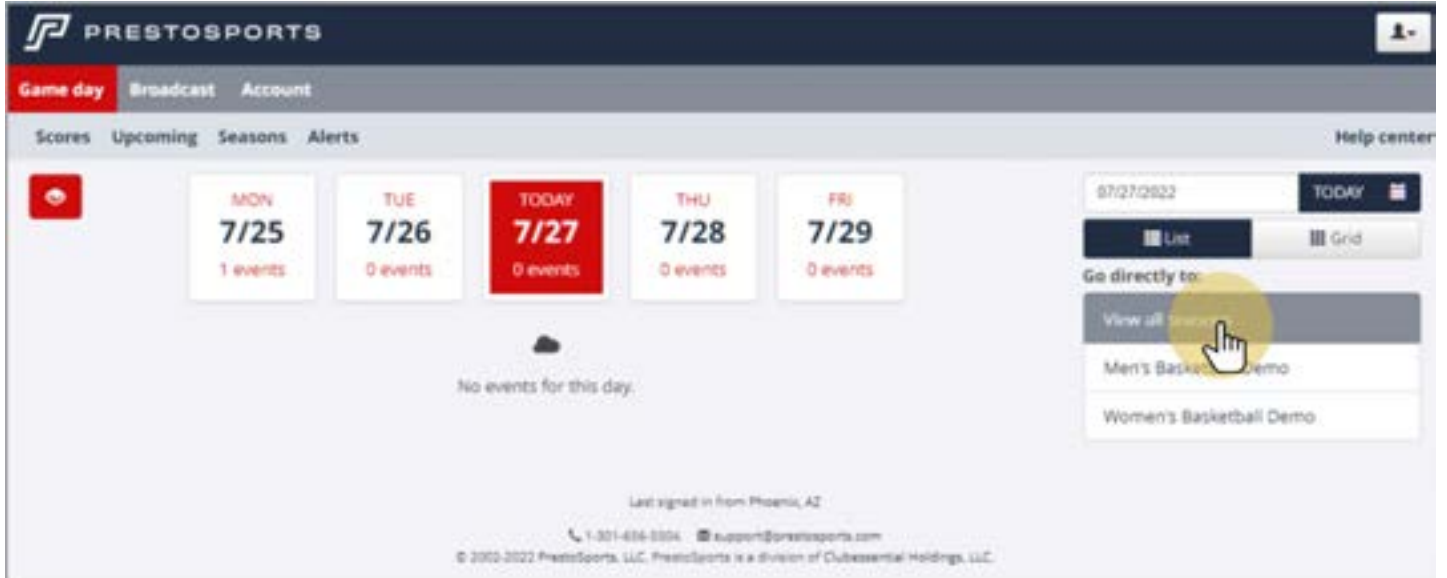 PRESTOSPORTS
Game day Broadcast Account
Scores Upcoming Seasons Alerts Help center
MON TUE TODAY THU FRI
7/25 7/26 7/27 7/28 7/29
1 events 0 events 0 events 0 events 0 events
07/27/2022 TODAY
List Grid
Go directly to:
View all
Men's Demo
Women's Basketball Demo
No events for this day.
Last signed in from Phoenix, AZ
support@prestosports.com
© 2002-2022 PrestoSports, LLC. PrestoSports is a division of Clubessential Holdings, LLC.